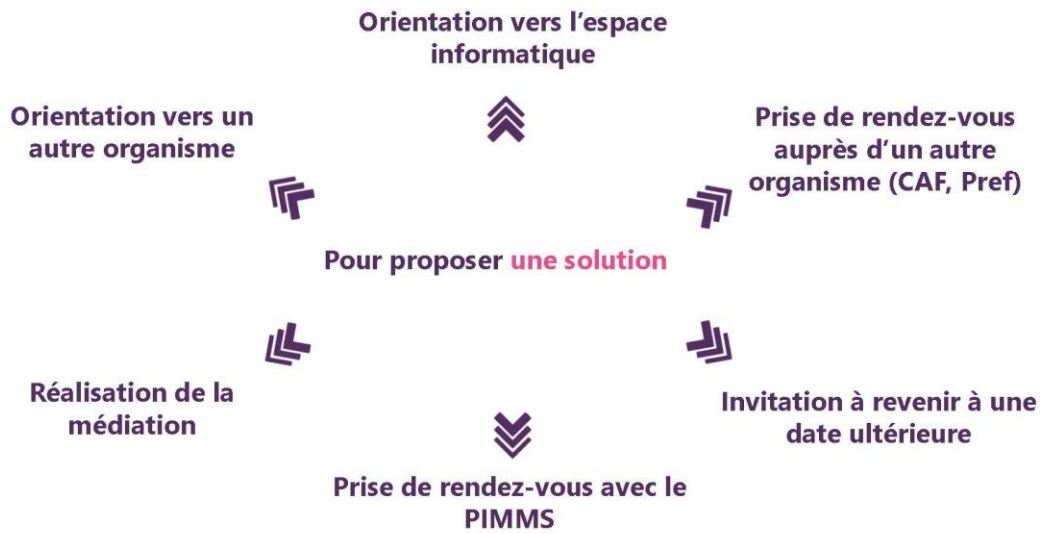 Orientation vers l'espace
informatique
Orientation vers un
autre organisme
Prise de rendez-vous
auprès d'un autre
organisme (CAF, Pref)
Pour proposer une solution
Réalisation de la
médiation
Invitation à revenir à une
date ultérieure
Prise de rendez-vous avec le
PIMMS